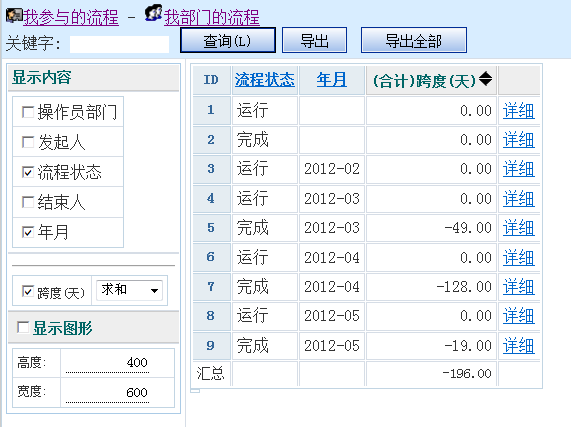 我参与的流程 - 我部门的流程
关键字: 查询(L) 导出 导出全部
显示内容
操作员部门
发起人
流程状态
结束人
年月
跨度(天) 求和
显示图形
高度: 400
宽度: 600
ID 流程状态 年月 (合计)跨度(天)
1 运行 0.00 详细
2 完成 0.00 详细
3 运行 2012-02 0.00 详细
4 运行 2012-03 0.00 详细
5 完成 2012-03 -49.00 详细
6 运行 2012-04 0.00 详细
7 完成 2012-04 -128.00 详细
8 运行 2012-05 0.00 详细
9 完成 2012-05 -19.00 详细
汇总 -196.00